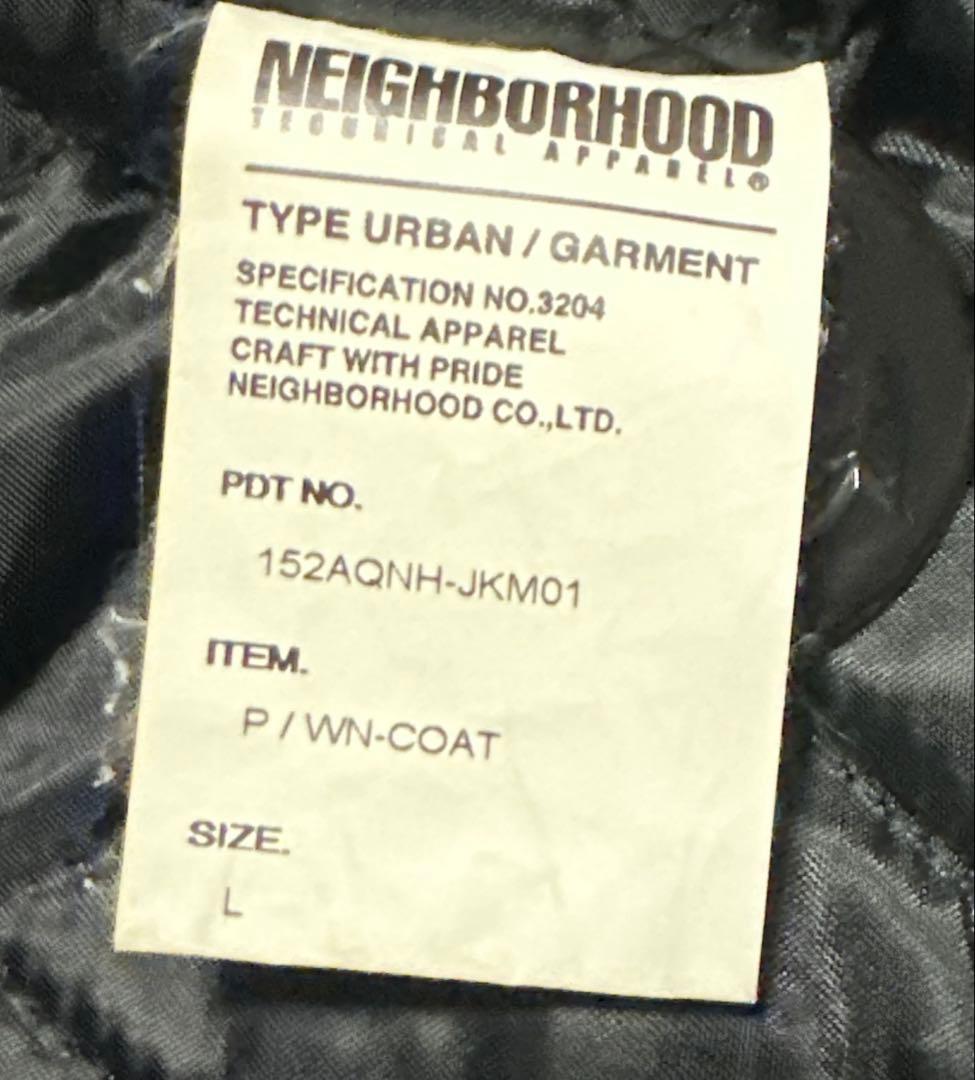 NEIGHBORHOOD
TECHNICAL APPAREL®
TYPE URBAN / GARMENT
SPECIFICATION NO.3204
TECHNICAL APPAREL
CRAFT WITH PRIDE
NEIGHBORHOOD CO.,LTD.
PDT NO.
152AQNH-JKM01
ITEM.
P / WN-COAT
SIZE.
L